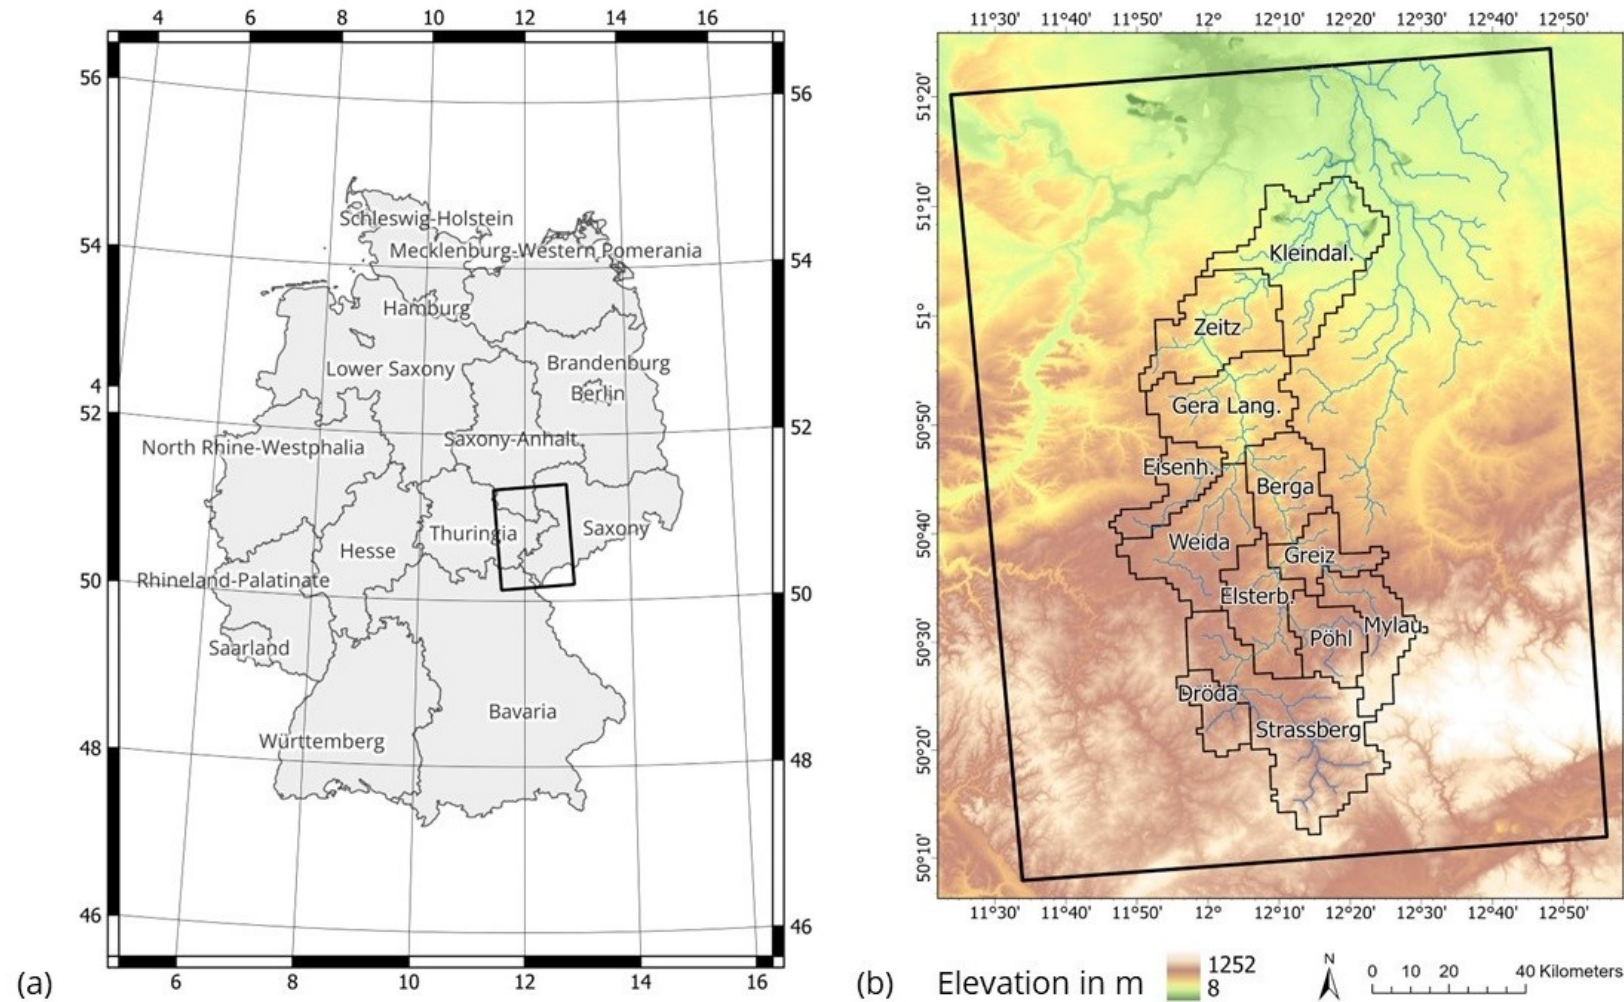 4 6 8 10 12 14 16
56 56
Schleswig-Holstein
54 Mecklenburg-Western Pomerania 54
Hamburg
Lower Saxony Brandenburg
4 Berlin
52 52
North Rhine-Westphalia Saxony-Anhalt
Thuringia Saxony
Hesse
50 Rhineland-Palatinate 50
Saarland
Bavaria
Württemberg
48 48
46 46
6 8 10 12 14 16
(a)
11°30' 11°40' 11°50' 12° 12°10' 12°20' 12°30' 12°40' 12°50'
51°20'
51°10'
Kleindal.
51°
Zeitz
50°50'
Gera Lang.
Eisenh.
Berga
50°40'
Weida
Greiz
Elsterb.
50°30'
Pöhl
Mylau
Dröda
Strassberg
50°20'
50°10'
11°30' 11°40' 11°50' 12° 12°10' 12°20' 12°30' 12°40' 12°50'
(b) Elevation in m
1252
8
N
0 10 20 40 Kilometers